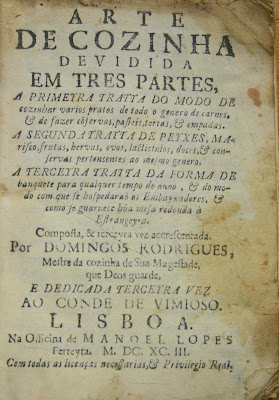 ARTE
DE COZINHA
DEVIDIDA
EM TRES PARTES,
A PRIMEYRA TRATTA DO MODO DE
cozinhar varios pratos de todo o genero de carnes,
& de fazer cõservas, pasteis, tortas, & empadas.
A SEGUNDA TRATTA DE PEYXES, MA-
risco, frutas, hervas, ovos, lacticinios, doces, & con-
servas pertencentes ao mesmo genero.
A TERCEYRA TRATTA DA FORMA DE
banquete para qualquer tempo do anno, & do mo-
do com que se hospedaráõ os Embayxadores, &
como se guarnece hũa mesa redonda à
Estrangeyra.
Composta, & terceyra vez accrescentada.
Por DOMINGOS RODRIGUES,
Mestre da cozinha de Sua Magestade,
que Deos guarde,
E DEDICADA TERCEYRA VEZ
AO CONDE DE VIMIOSO.
LISBOA.
Na Officina de MANOEL LOPES
Ferreyra. M. DC. XC. III.
Com todas as licenças necessarias, & Privilegio Real.